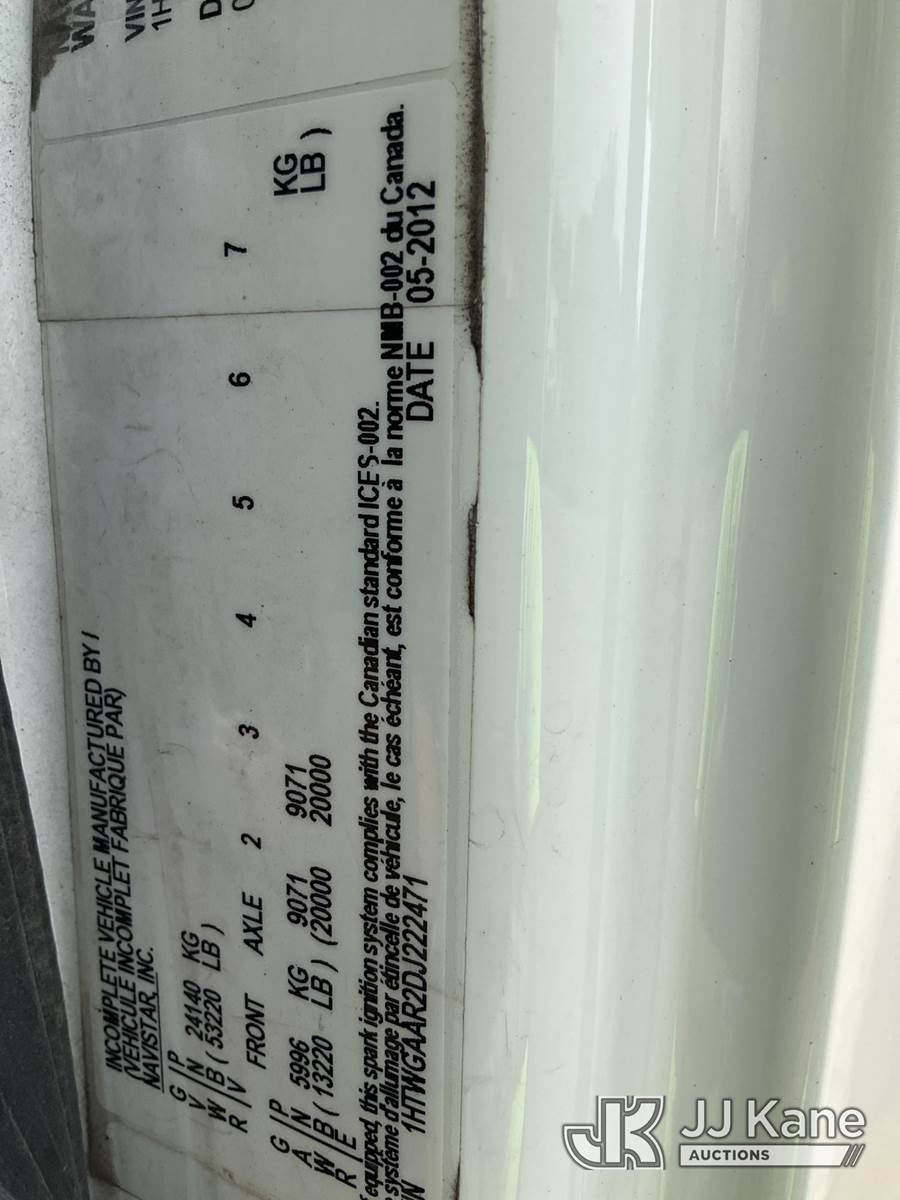 INCOMPLETE VEHICLE MANUFACTURED BY /
(VEHICULE INCOMPLET FABRIQUE PAR)
NAVISTAR, INC.
G / P
V / N 24140 KG
W / B ( 53220 LB )
R / V
FRONT AXLE 2 3 4 5 6 7
G / P
A / N 5996 KG 9071 9071 KG
W / B ( 13220 LB ) (20000 20000 LB )
R / E
equipped, this spark ignition system complies with the Canadian standard ICES-002.
système d'allumage par étincelle de véhicule, le cas échéant, est conforme à la norme NMB-002 du Canada.
1HTWGAAR2DJ222471 DATE 05-2012
VIN
1H
JJ Kane
AUCTIONS